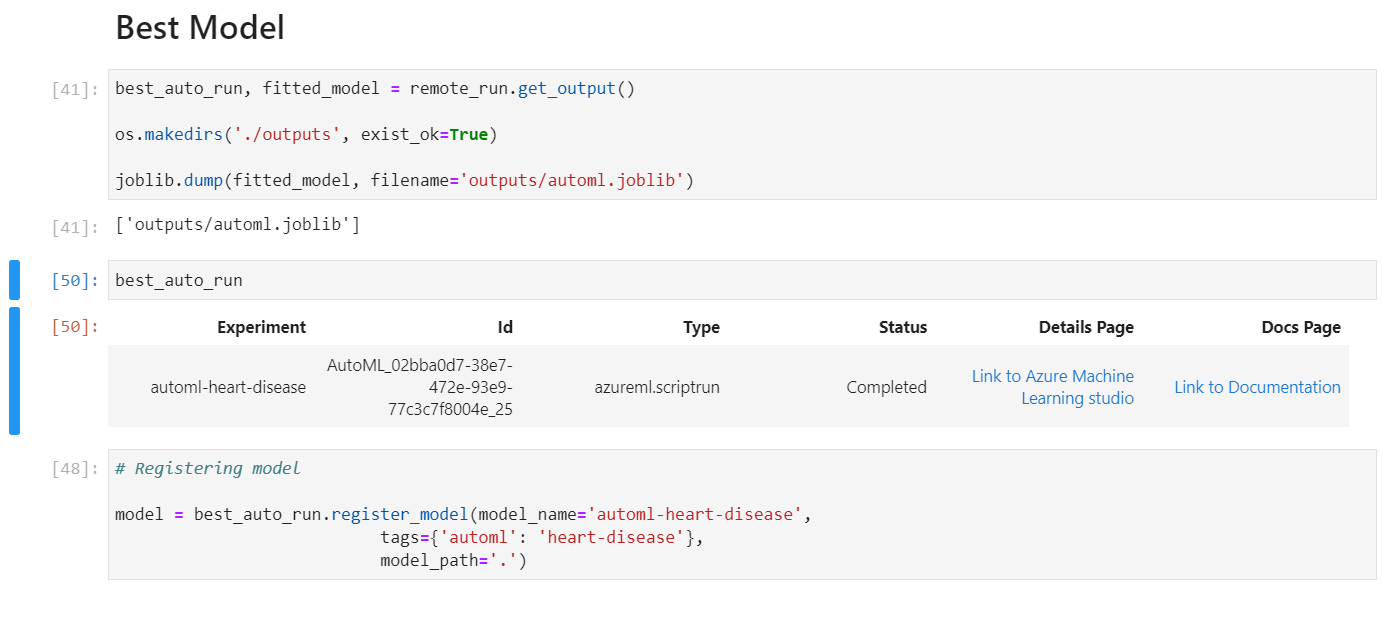 Best Model
[41]:
best_auto_run, fitted_model = remote_run.get_output()
os.makedirs('./outputs', exist_ok=True)
joblib.dump(fitted_model, filename='outputs/automl.joblib')
[41]:
['outputs/automl.joblib']
[50]:
best_auto_run
[50]:
Experiment Id Type Status Details Page Docs Page
automl-heart-disease
AutoML_02bba0d7-38e7-
472e-93e9-
77c3c7f8004e_25
azureml.scriptrun
Completed
Link to Azure Machine
Learning studio
Link to Documentation
[48]:
# Registering model
model = best_auto_run.register_model(model_name='automl-heart-disease',
tags={'automl': 'heart-disease'},
model_path='.')